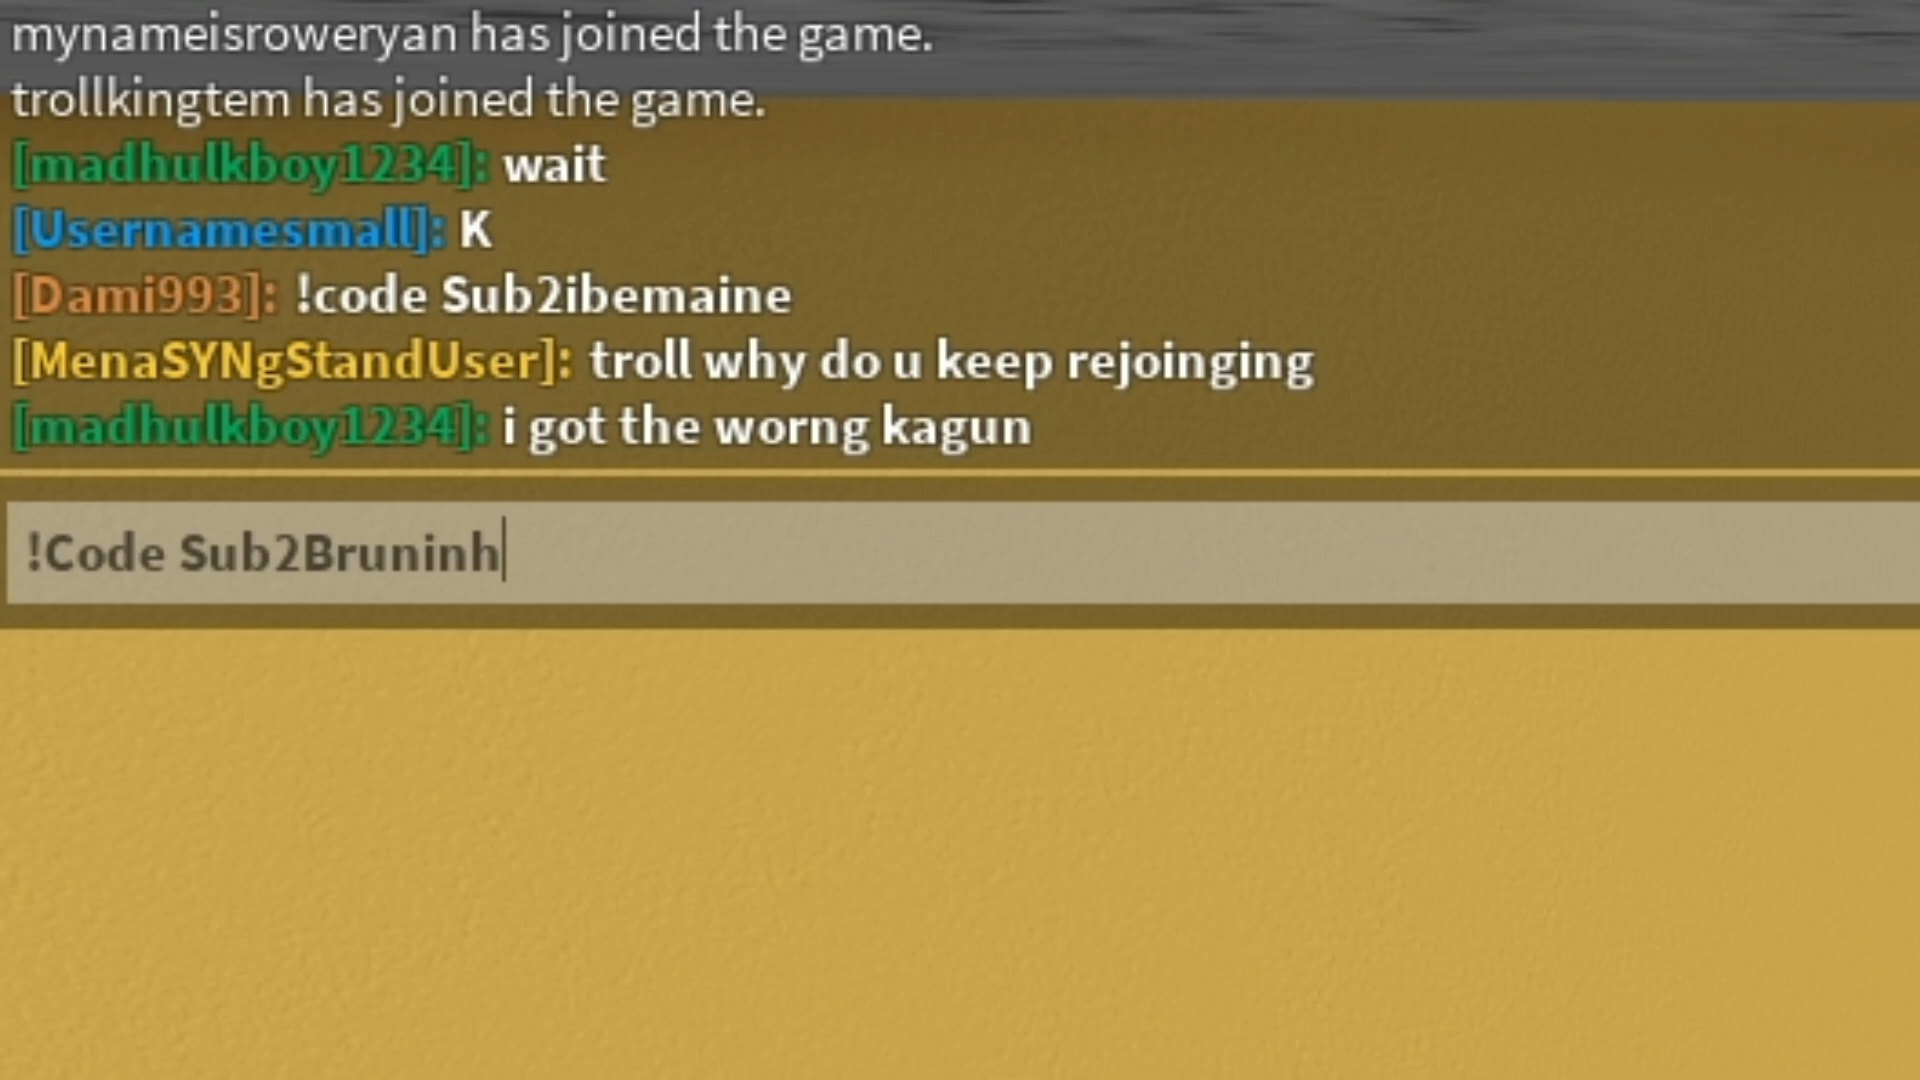 mynameisroweryan has joined the game.
trollkingtem has joined the game.
[madhulkboy1234]: wait
[Usernamesmall]: K
[Dami993]: !code Sub2ibemaine
[MenaSYNgStandUser]: troll why do u keep rejoinging
[madhulkboy1234]: i got the worng kagun
!Code Sub2Bruninh